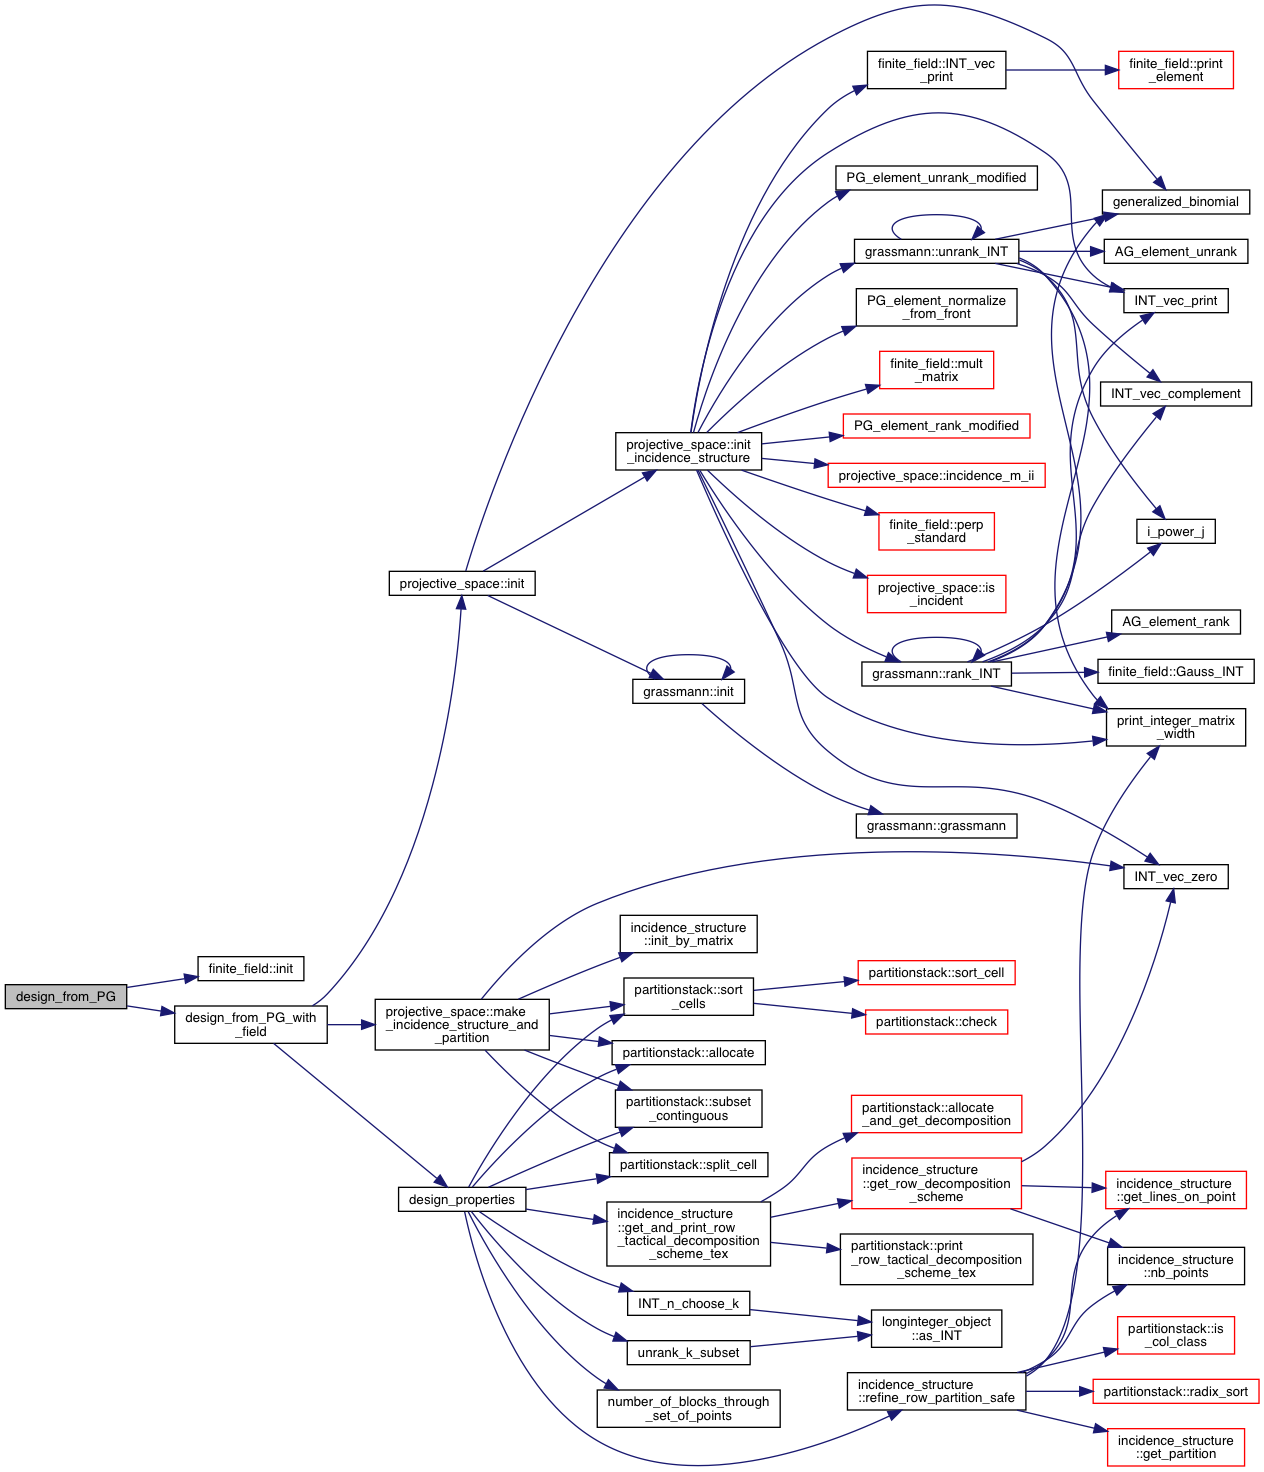 design_from_PG
finite_field::init
design_from_PG_with
_field
projective_space::init
projective_space::make
_incidence_structure_and
_partition
design_properties
projective_space::init
_incidence_structure
grassmann::init
incidence_structure
::init_by_matrix
partitionstack::sort
_cells
partitionstack::allocate
partitionstack::subset
_continguous
partitionstack::split_cell
incidence_structure
::get_and_print_row
_tactical_decomposition
_scheme_tex
INT_n_choose_k
unrank_k_subset
number_of_blocks_through
_set_of_points
finite_field::INT_vec
_print
PG_element_unrank_modified
grassmann::unrank_INT
PG_element_normalize
_from_front
finite_field::mult
_matrix
PG_element_rank_modified
projective_space::incidence_m_ii
finite_field::perp
_standard
projective_space::is
_incident
grassmann::rank_INT
grassmann::grassmann
partitionstack::sort_cell
partitionstack::check
partitionstack::allocate
_and_get_decomposition
incidence_structure
::get_row_decomposition
_scheme
partitionstack::print
_row_tactical_decomposition
_scheme_tex
longinteger_object
::as_INT
incidence_structure
::refine_row_partition_safe
finite_field::print
_element
generalized_binomial
AG_element_unrank
INT_vec_print
INT_vec_complement
i_power_j
AG_element_rank
finite_field::Gauss_INT
print_integer_matrix
_width
INT_vec_zero
incidence_structure
::get_lines_on_point
incidence_structure
::nb_points
partitionstack::is
_col_class
partitionstack::radix_sort
incidence_structure
::get_partition